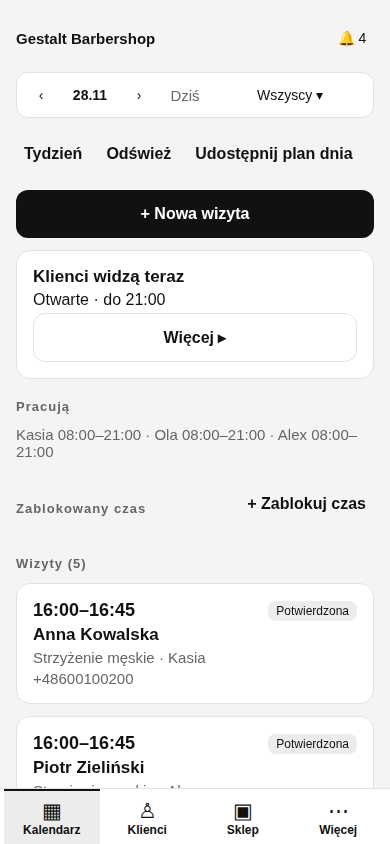 Gestalt Barbershop
🔔 4
‹ 28.11 › Dziś Wszyscy ▾
Tydzień Odśwież Udostępnij plan dnia
+ Nowa wizyta
Klienci widzą teraz
Otwarte · do 21:00
Więcej ▸
Pracują
Kasia 08:00–21:00 · Ola 08:00–21:00 · Alex 08:00–
21:00
Zablokowany czas
+ Zablokuj czas
Wizyty (5)
16:00–16:45
Potwierdzona
Anna Kowalska
Strzyżenie męskie · Kasia
+48600100200
16:00–16:45
Potwierdzona
Piotr Zieliński
Kalendarz Klienci Sklep Więcej